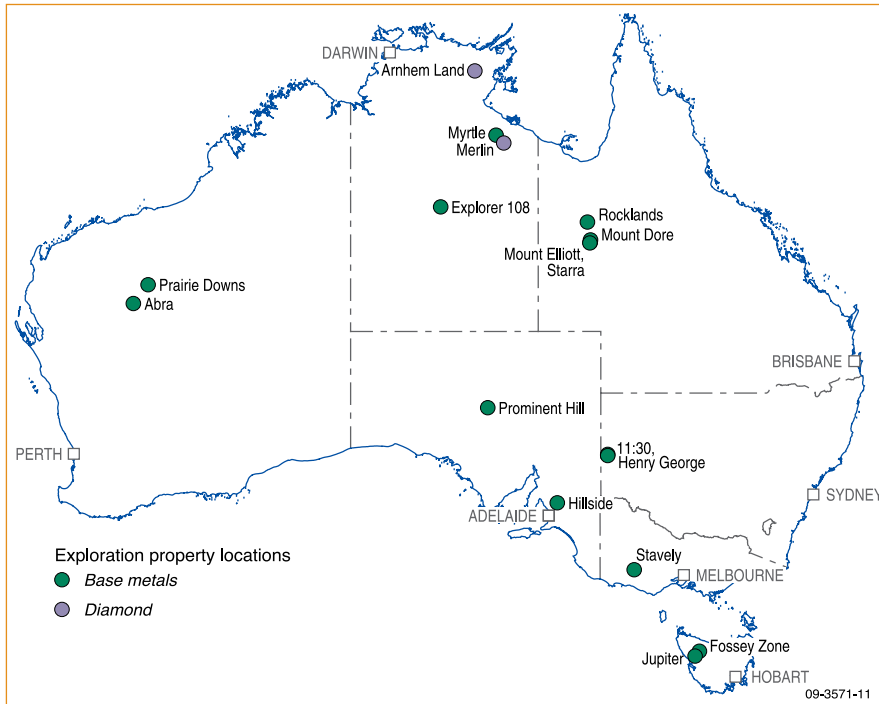 DARWIN
Arnhem Land
Myrtle
Merlin
Explorer 108
Rocklands
Mount Dore
Mount Elliott,
Starra
Prairie Downs
Abra
BRISBANE
Prominent Hill
PERTH
11:30,
Henry George
SYDNEY
Hillside
ADELAIDE
Exploration property locations
Base metals
Diamond
Stavely
MELBOURNE
Fossey Zone
Jupiter
HOBART
09-3571-11